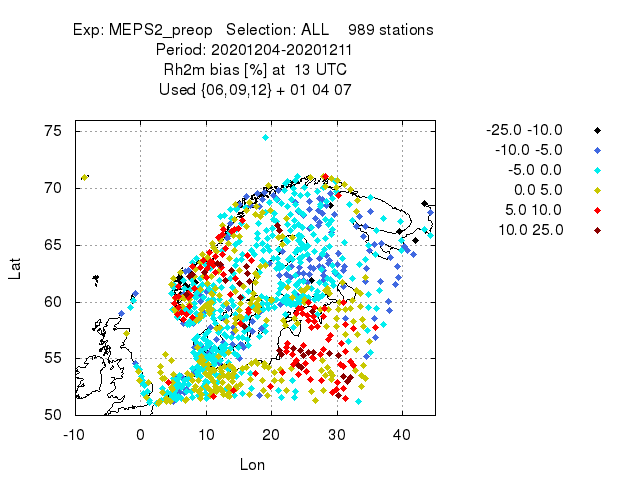 Exp: MEPS2_preop   Selection: ALL    989 stations
Period: 20201204-20201211
Rh2m bias [%] at  13 UTC
Used {06,09,12} + 01 04 07
-25.0 -10.0
-10.0 -5.0
-5.0 0.0
0.0 5.0
5.0 10.0
10.0 25.0
75
70
65
60
55
50
Lat
-10 0 10 20 30 40
Lon